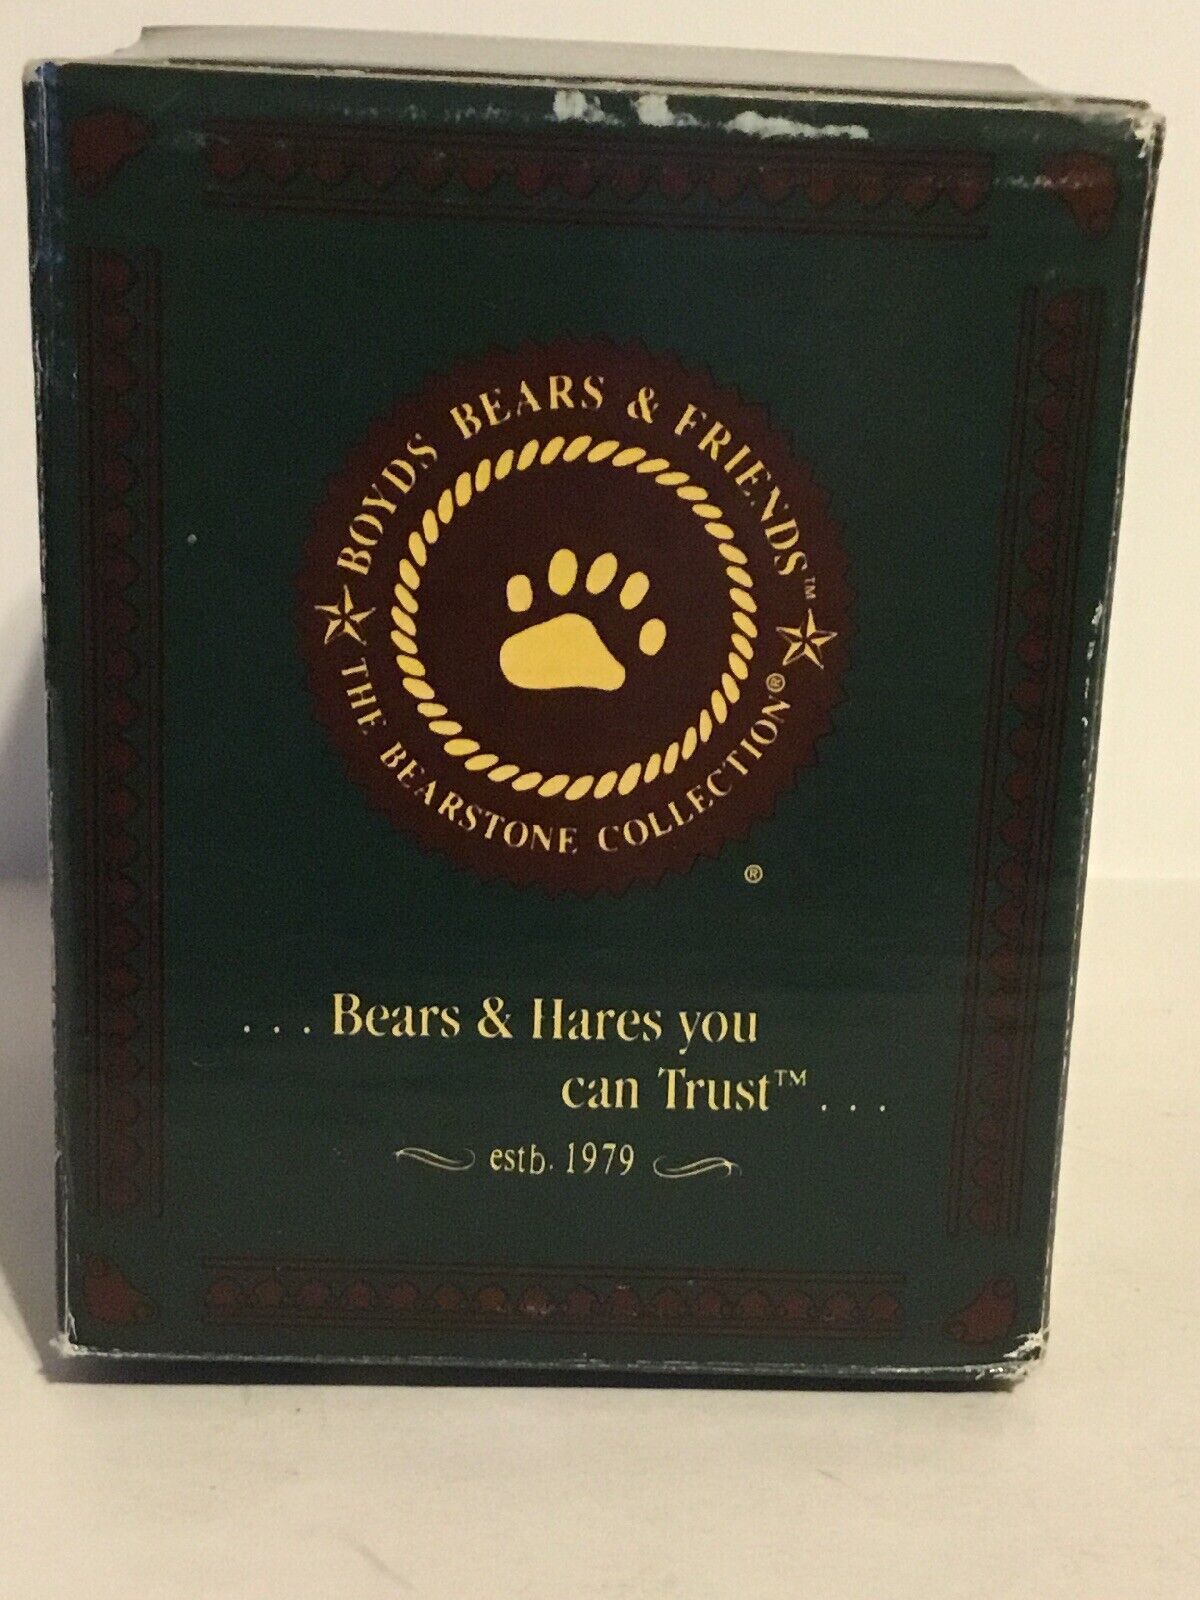 BOYDS BEARS & FRIENDS™
THE BEARSTONE COLLECTION®
®
. . . Bears & Hares you
can Trust™ . . .
estb. 1979